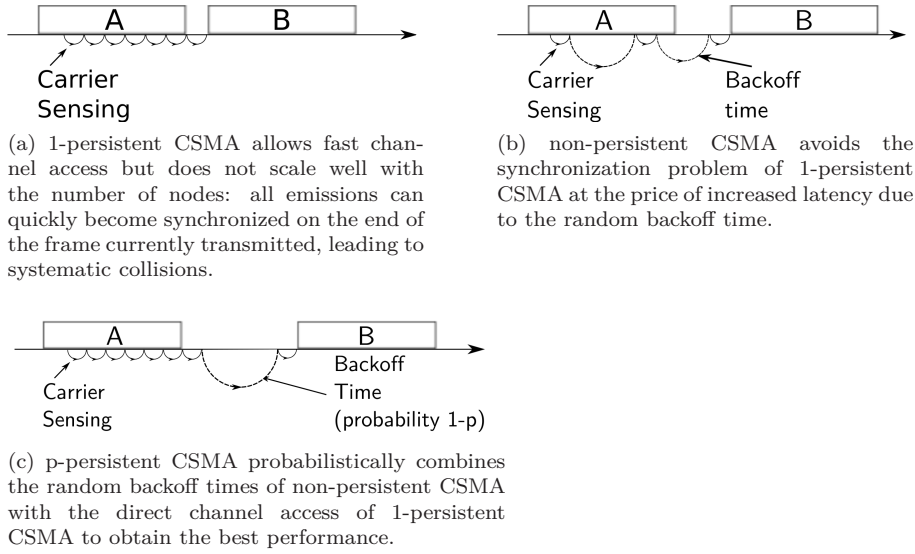 A
B
Carrier
Sensing
(a) 1-persistent CSMA allows fast chan-
nel access but does not scale well with
the number of nodes: all emissions can
quickly become synchronized on the end of
the frame currently transmitted, leading to
systematic collisions.
A
B
Carrier
Sensing
Backoff
time
(b) non-persistent CSMA avoids the
synchronization problem of 1-persistent
CSMA at the price of increased latency due
to the random backoff time.
A
B
Carrier
Sensing
Backoff
Time
(probability 1-p)
(c) p-persistent CSMA probabilistically combines
the random backoff times of non-persistent CSMA
with the direct channel access of 1-persistent
CSMA to obtain the best performance.